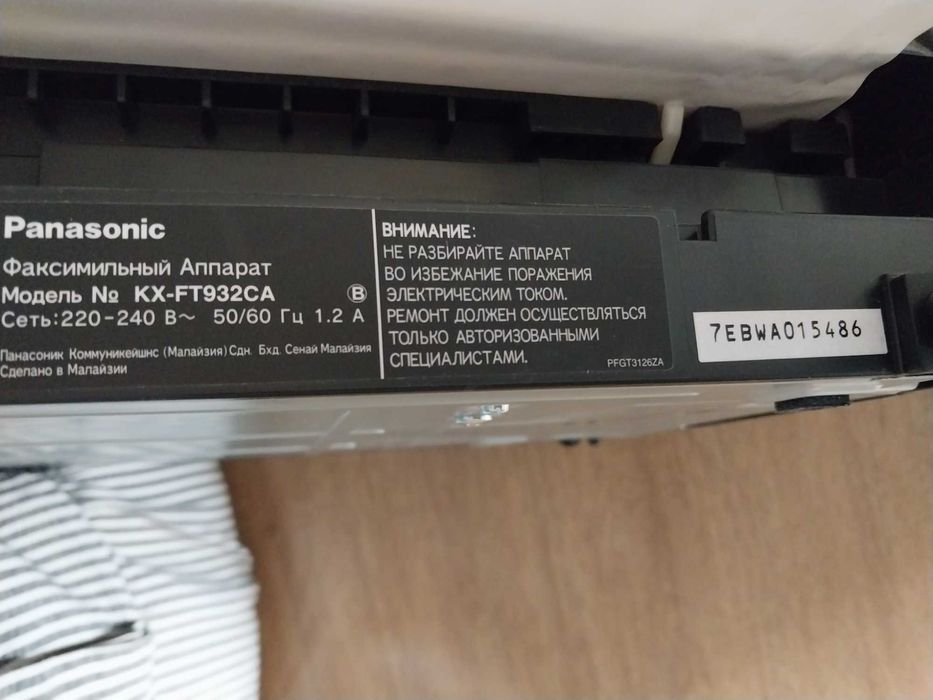 Panasonic
Факсимильный Аппарат
Модель № KX-FT932CA B
Сеть:220-240 В~ 50/60 Гц 1.2 А
Панасоник Коммуникейшнс (Малайзия) Сдн. Бхд. Сенай Малайзия
Сделано в Малайзии
ВНИМАНИЕ:
НЕ РАЗБИРАЙТЕ АППАРАТ
ВО ИЗБЕЖАНИЕ ПОРАЖЕНИЯ
ЭЛЕКТРИЧЕСКИМ ТОКОМ.
РЕМОНТ ДОЛЖЕН ОСУЩЕСТВЛЯТЬСЯ
ТОЛЬКО АВТОРИЗОВАННЫМИ
СПЕЦИАЛИСТАМИ.
PFGT3126ZA
7EBWA015486